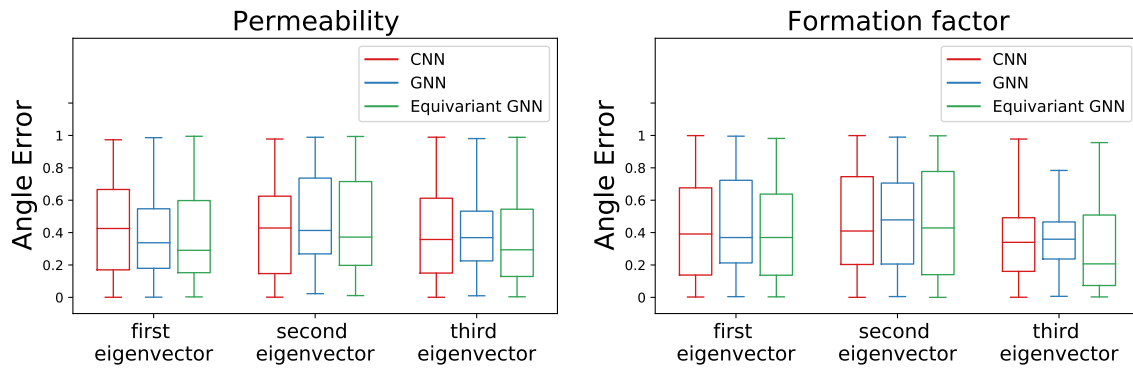 Permeability
Angle Error
1
0.8
0.6
0.4
0.2
0
CNN
GNN
Equivariant GNN
first
eigenvector
second
eigenvector
third
eigenvector
Formation factor
Angle Error
1
0.8
0.6
0.4
0.2
0
CNN
GNN
Equivariant GNN
first
eigenvector
second
eigenvector
third
eigenvector